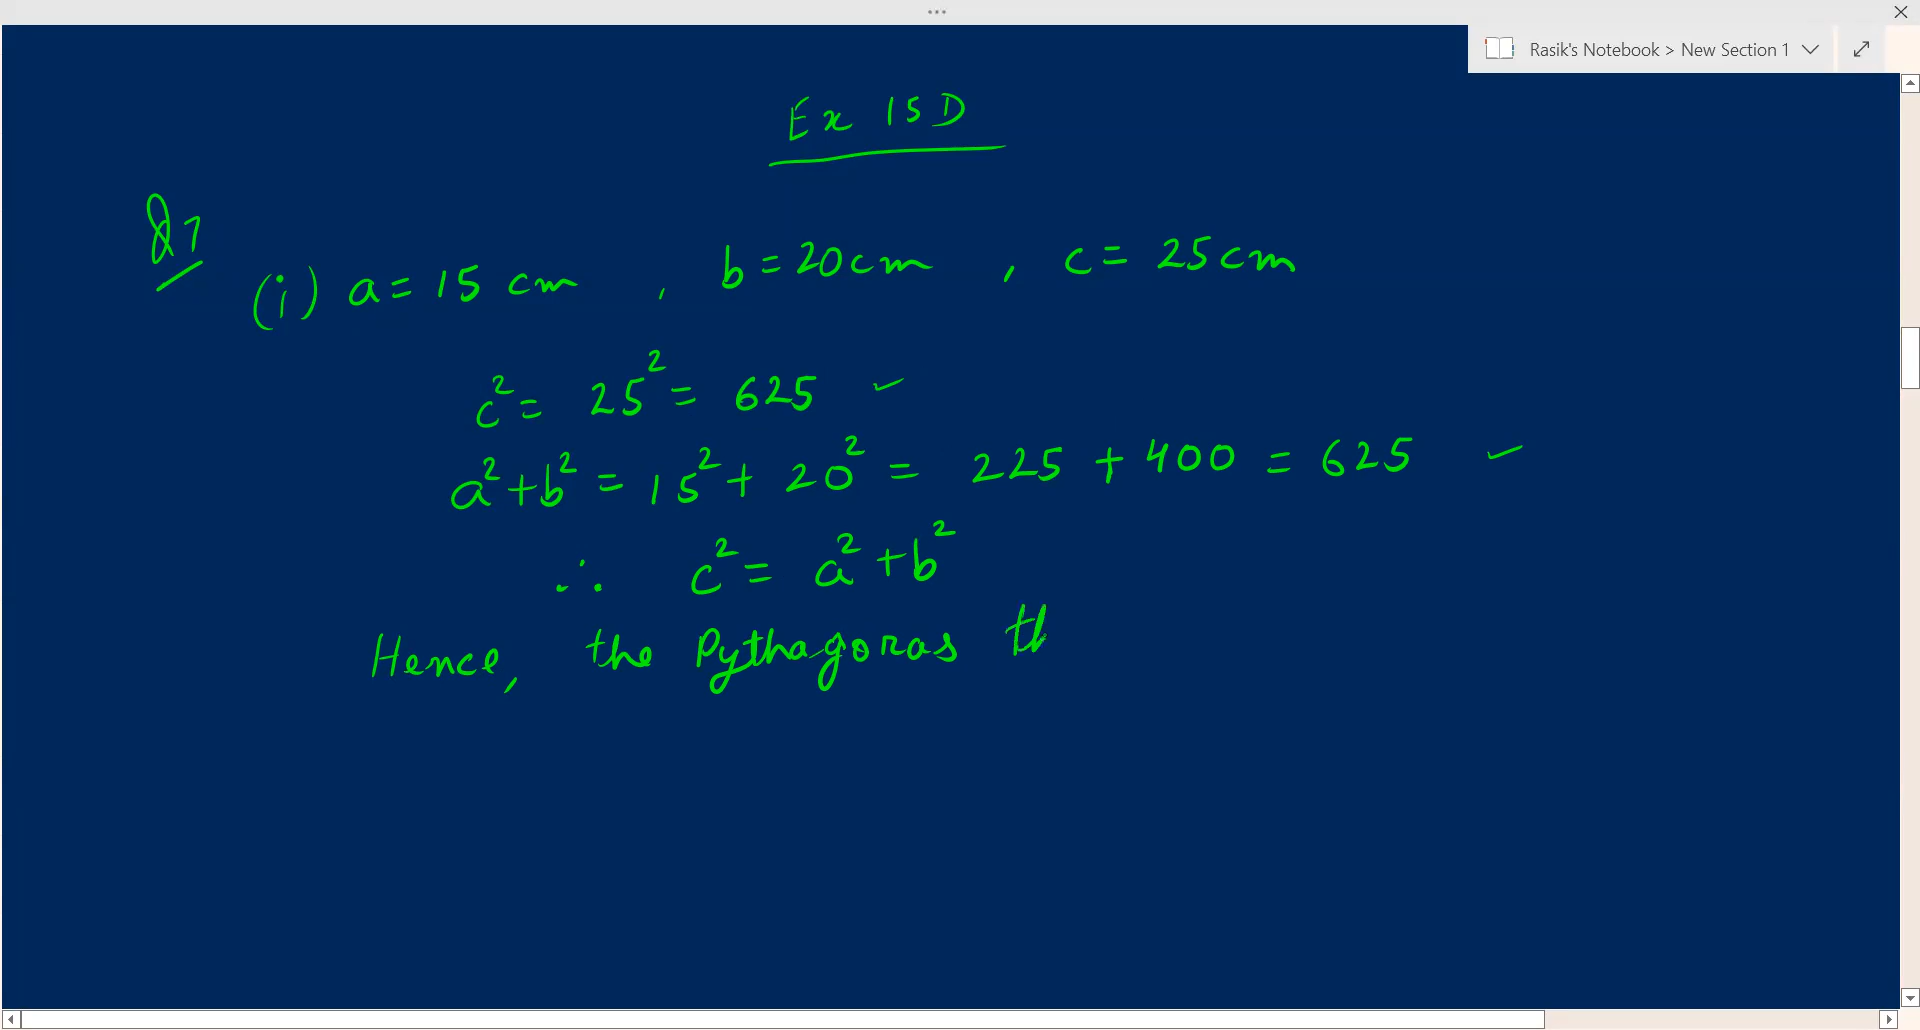 Rasik's Notebook > New Section 1
Ex 15D
Q7
(i) a = 15 cm , b = 20cm , c = 25cm
c² = 25² = 625 ✓
a² + b² = 15² + 20² = 225 + 400 = 625 ✓
∴ c² = a² + b²
Hence, the Pythagoras th